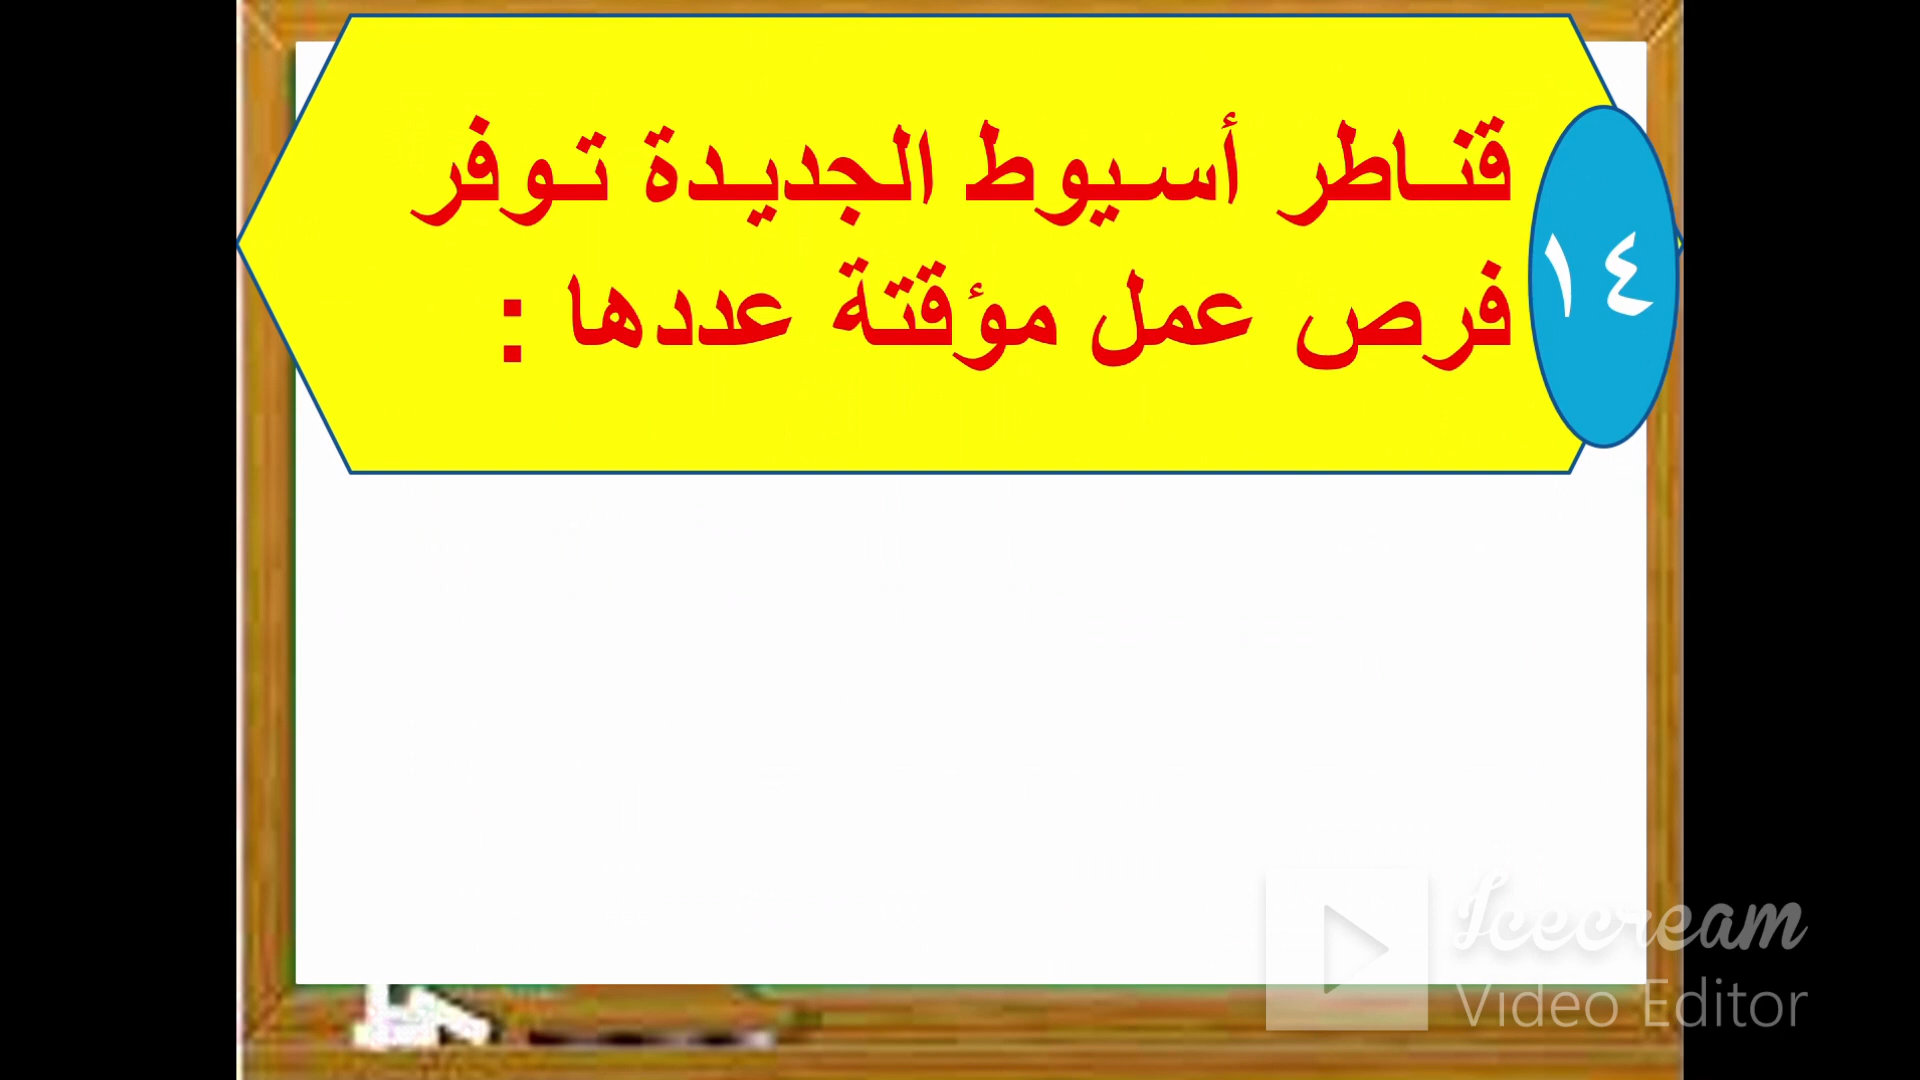 قناطر أسيوط الجديدة توفر
فرص عمل مؤقتة عددها :
١٤
Icecream
Video Editor